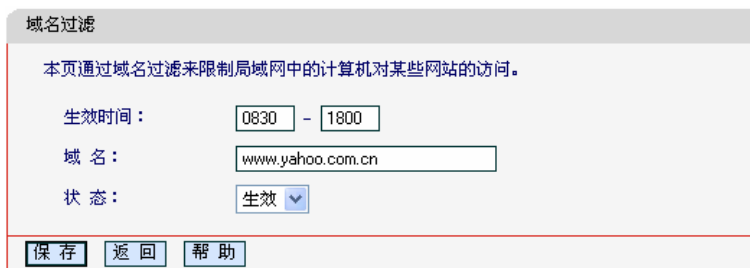 域名过滤
本页通过域名过滤来限制局域网中的计算机对某些网站的访问。
生效时间： 0830 - 1800
域 名： www.yahoo.com.cn
状 态： 生效
保 存 返 回 帮 助